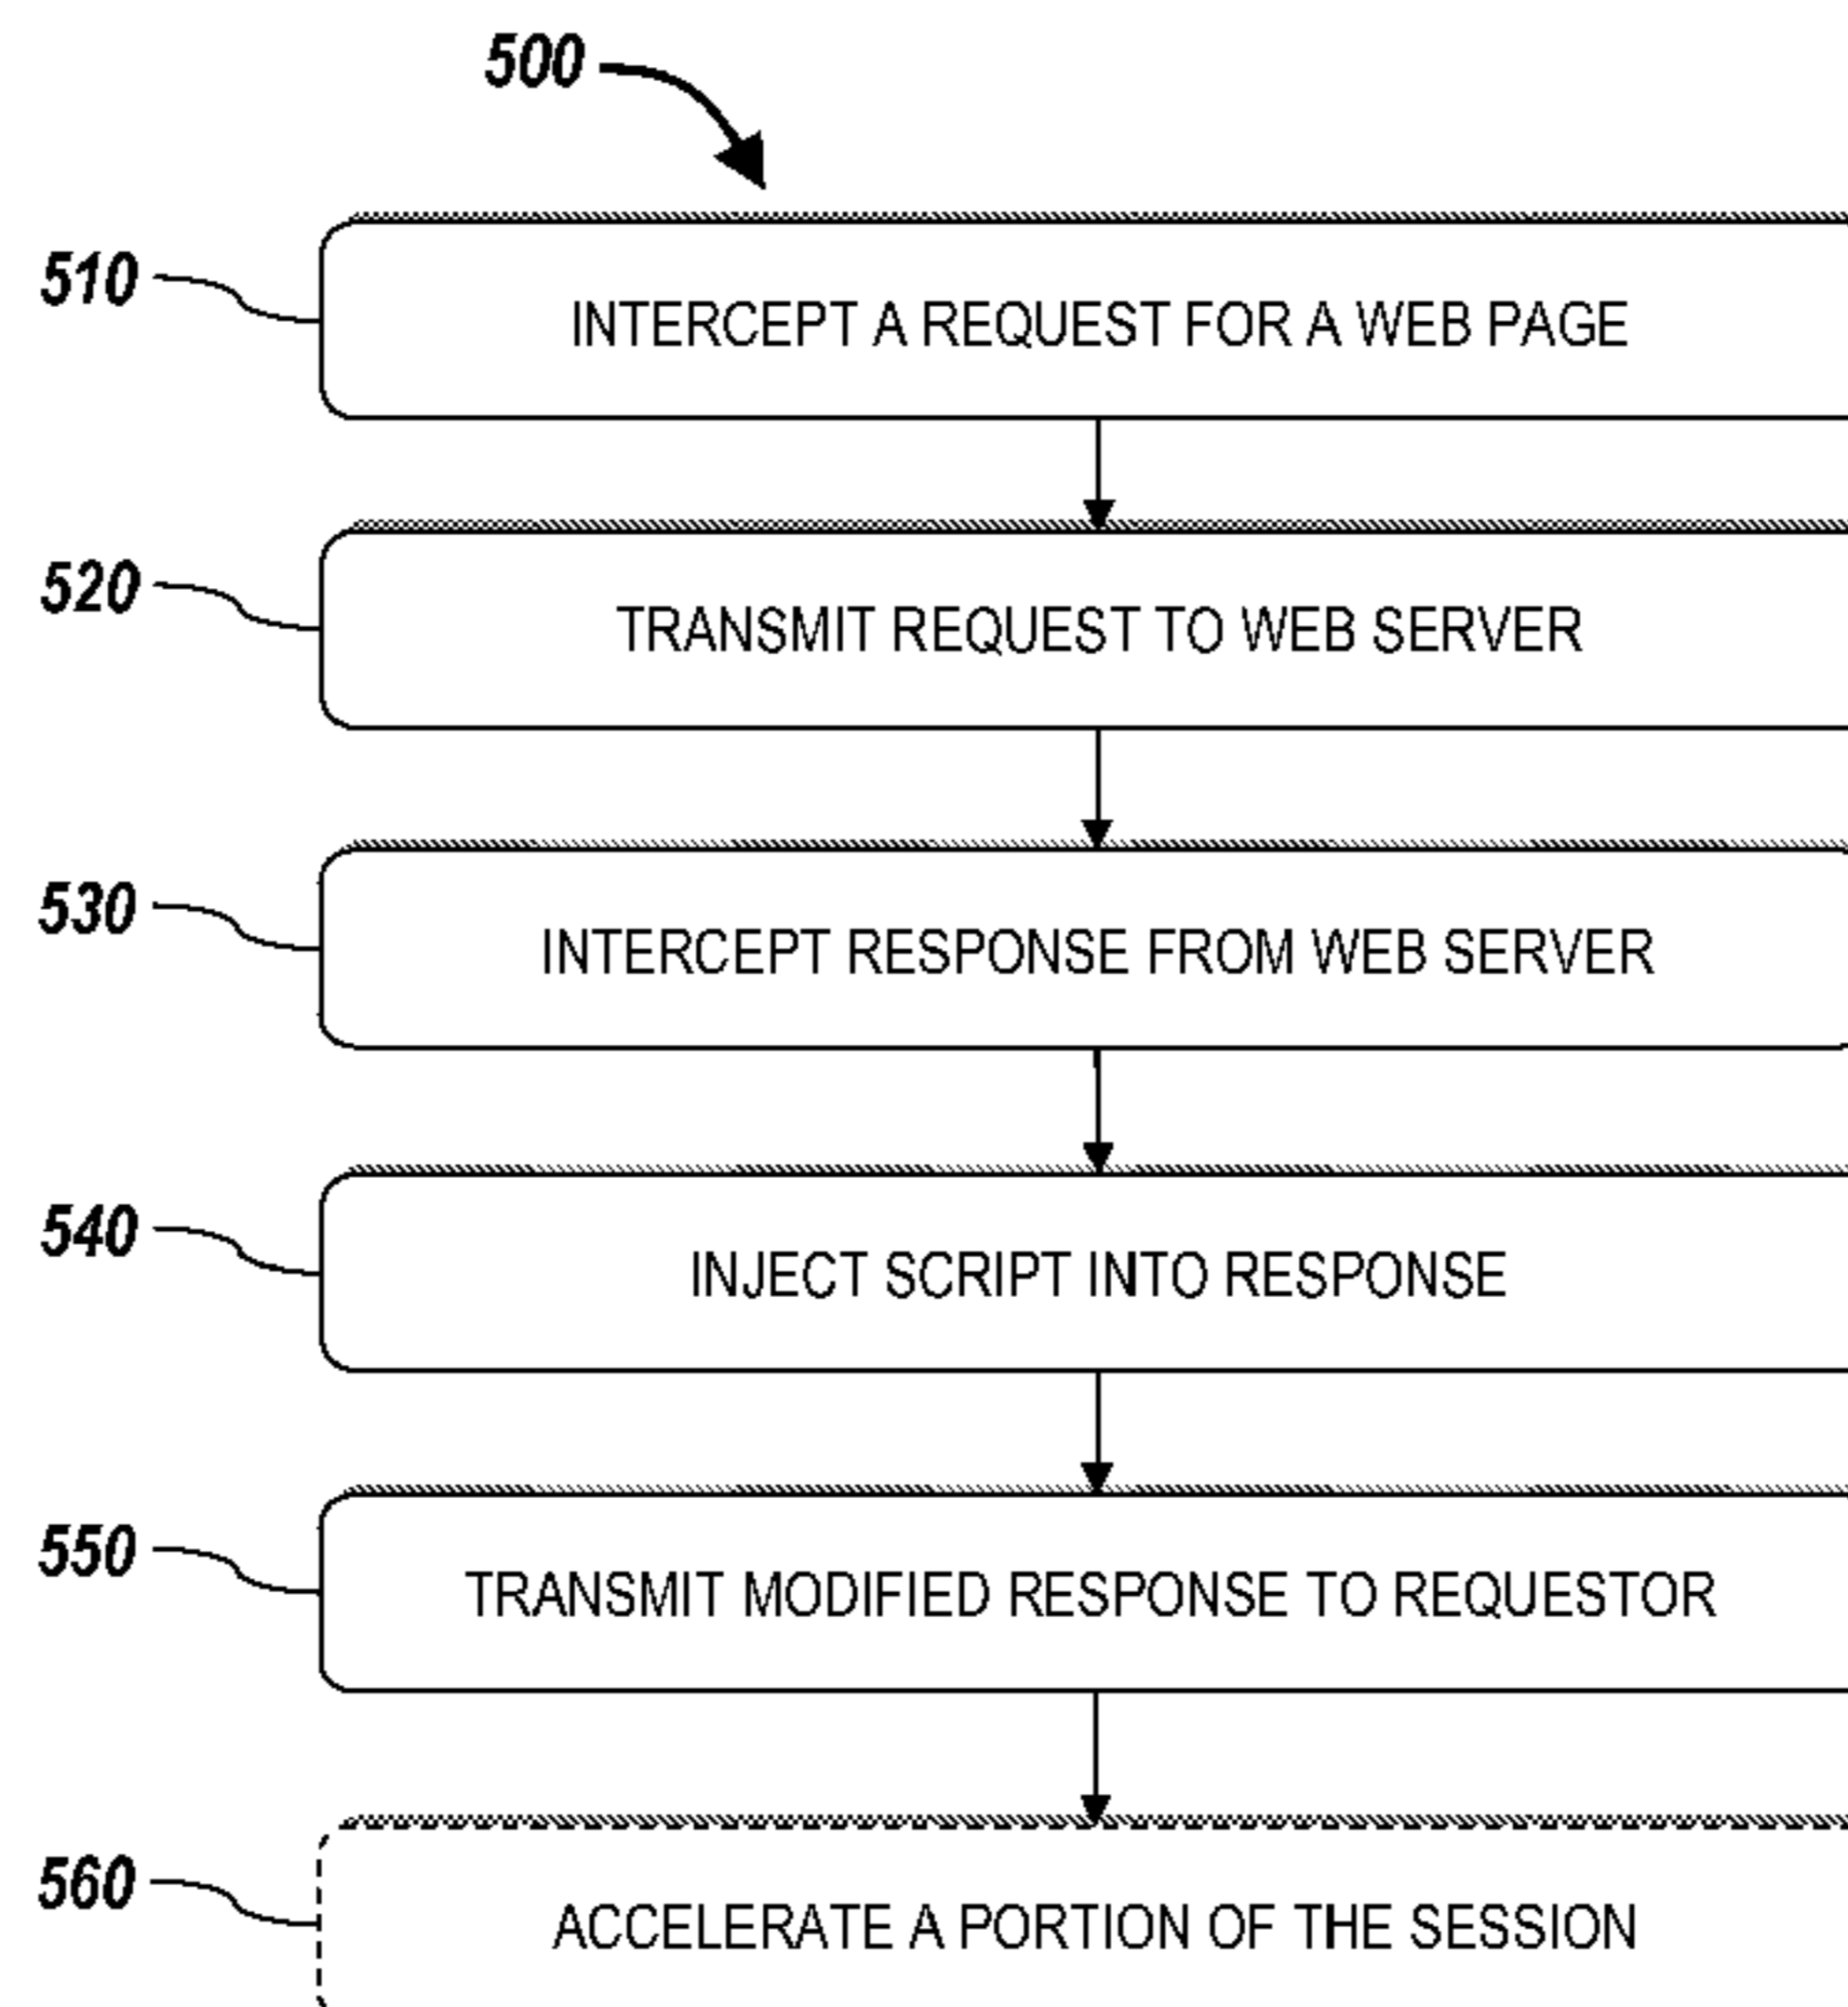 500
510
INTERCEPT A REQUEST FOR A WEB PAGE
520
TRANSMIT REQUEST TO WEB SERVER
530
INTERCEPT RESPONSE FROM WEB SERVER
540
INJECT SCRIPT INTO RESPONSE
550
TRANSMIT MODIFIED RESPONSE TO REQUESTOR
560
ACCELERATE A PORTION OF THE SESSION